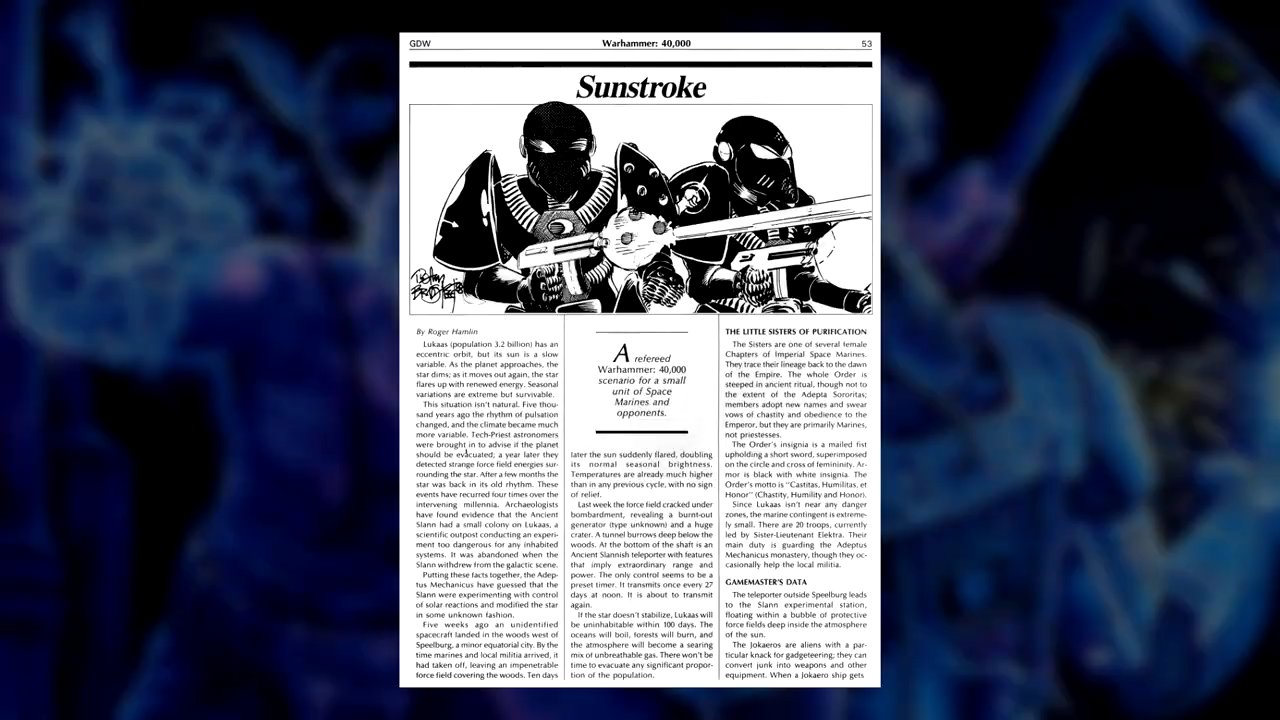 GDW
Warhammer: 40,000
53
Sunstroke
By Roger Hamlin
Lukaas (population 3.2 billion) has an
eccentric orbit, but its sun is a slow
variable. As the planet approaches, the
star dims; as it moves out again, the star
flares up with renewed energy. Seasonal
variations are extreme but survivable.
This situation isn't natural. Five thou-
sand years ago the rhythm of pulsation
changed, and the climate became much
more variable. Tech-Priest astronomers
were brought in to advise if the planet
should be evacuated; a year later they
detected strange force field energies sur-
rounding the star. After a few months the
star was back in its old rhythm. These
events have recurred four times over the
intervening millennia. Archaeologists
have found evidence that the Ancient
Slann had a small colony on Lukaas, a
scientific outpost conducting an experi-
ment too dangerous for any inhabited
systems. It was abandoned when the
Slann withdrew from the galactic scene.
Putting these facts together, the Adep-
tus Mechanicus have guessed that the
Slann were experimenting with control
of solar reactions and modified the star
in some unknown fashion.
Five weeks ago an unidentified
spacecraft landed in the woods west of
Speelburg, a minor equatorial city. By the
time marines and local militia arrived, it
had taken off, leaving an impenetrable
force field covering the woods. Ten days
A refereed
Warhammer: 40,000
scenario for a small
unit of Space
Marines and
opponents.
later the sun suddenly flared, doubling
its normal seasonal brightness.
Temperatures are already much higher
than in any previous cycle, with no sign
of relief.
Last week the force field cracked under
bombardment, revealing a burnt-out
generator (type unknown) and a huge
crater. A tunnel burrows deep below the
woods. At the bottom of the shaft is an
Ancient Slannish teleporter with features
that imply extraordinary range and
power. The only control seems to be a
preset timer. It transmits once every 27
days at noon. It is about to transmit
again.
If the star doesn't stabilize, Lukaas will
be uninhabitable within 100 days. The
oceans will boil, forests will burn, and
the atmosphere will become a searing
mix of unbreathable gas. There won't be
time to evacuate any significant propor-
tion of the population.
THE LITTLE SISTERS OF PURIFICATION
The Sisters are one of several female
Chapters of Imperial Space Marines.
They trace their lineage back to the dawn
of the Empire. The whole Order is
steeped in ancient ritual, though not to
the extent of the Adepta Sororitas;
members adopt new names and swear
vows of chastity and obedience to the
Emperor, but they are primarily Marines,
not priestesses.
The Order's insignia is a mailed fist
upholding a short sword, superimposed
on the circle and cross of femininity. Ar-
mor is black with white insignia. The
Order's motto is "Castitas, Humilitas, et
Honor" (Chastity, Humility and Honor).
Since Lukaas isn't near any danger
zones, the marine contingent is extreme-
ly small. There are 20 troops, currently
led by Sister-Lieutenant Elektra. Their
main duty is guarding the Adeptus
Mechanicus monastery, though they oc-
casionally help the local militia.
GAMEMASTER'S DATA
The teleporter outside Speelburg leads
to the Slann experimental station,
floating within a bubble of protective
force fields deep inside the atmosphere
of the sun.
The Jokaeros are aliens with a par-
ticular knack for gadgeteering; they can
convert junk into weapons and other
equipment. When a Jokaero ship gets